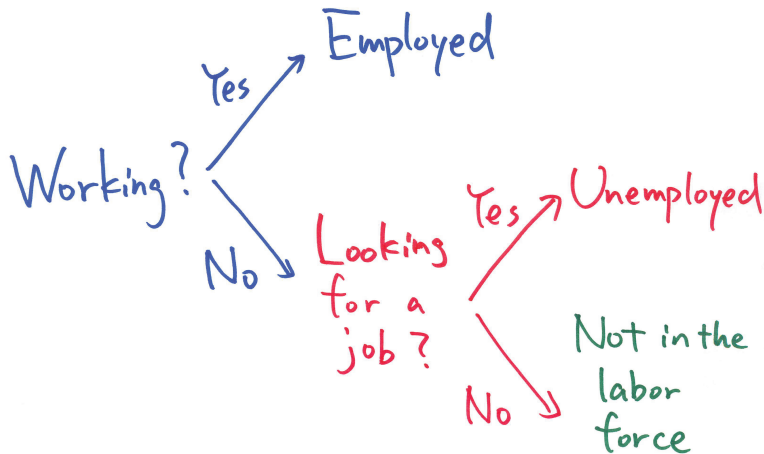 Employed
Yes
Working?
No
Looking
for a
job?
Yes
Unemployed
No
Not in the
labor
force